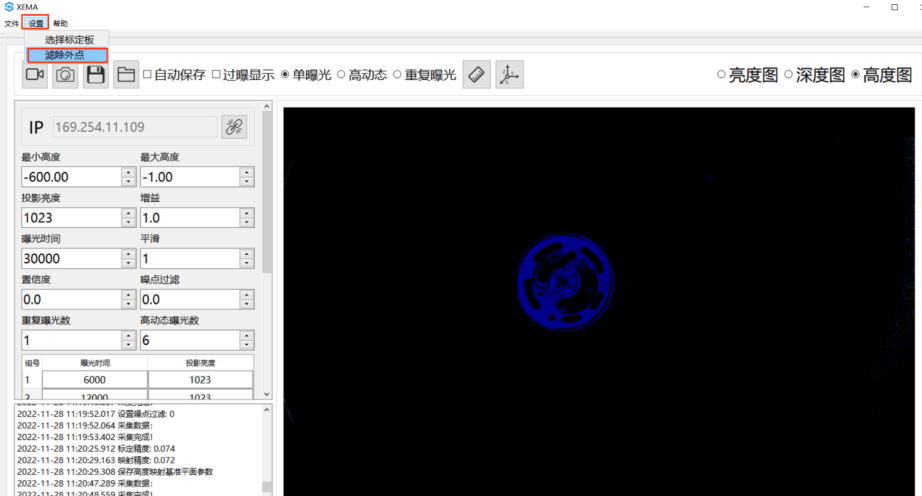 XEMA
文件 设置 帮助
选择标定板
滤除外点
自动保存 过曝显示 单曝光 高动态 重复曝光 亮度图 深度图 高度图
IP 169.254.11.109
最小高度 最大高度
-600.00 -1.00
投影亮度 增益
1023 1.0
曝光时间 平滑
30000 1
置信度 噪点过滤
0.0 0.0
重复曝光数 高动态曝光数
1 6
组号 曝光时间 投影亮度
1 6000 1023
2 12000 1023
2022-11-28 11:19:52.017 设置噪点过滤: 0
2022-11-28 11:19:52.064 采集数据:
2022-11-28 11:19:53.402 采集完成!
2022-11-28 11:20:25.912 标定精度: 0.074
2022-11-28 11:20:29.163 映射精度: 0.072
2022-11-28 11:20:29.308 保存高度映射基准平面参数
2022-11-28 11:20:47.289 采集数据:
2022-11-28 11:20:48.559 采集完成!